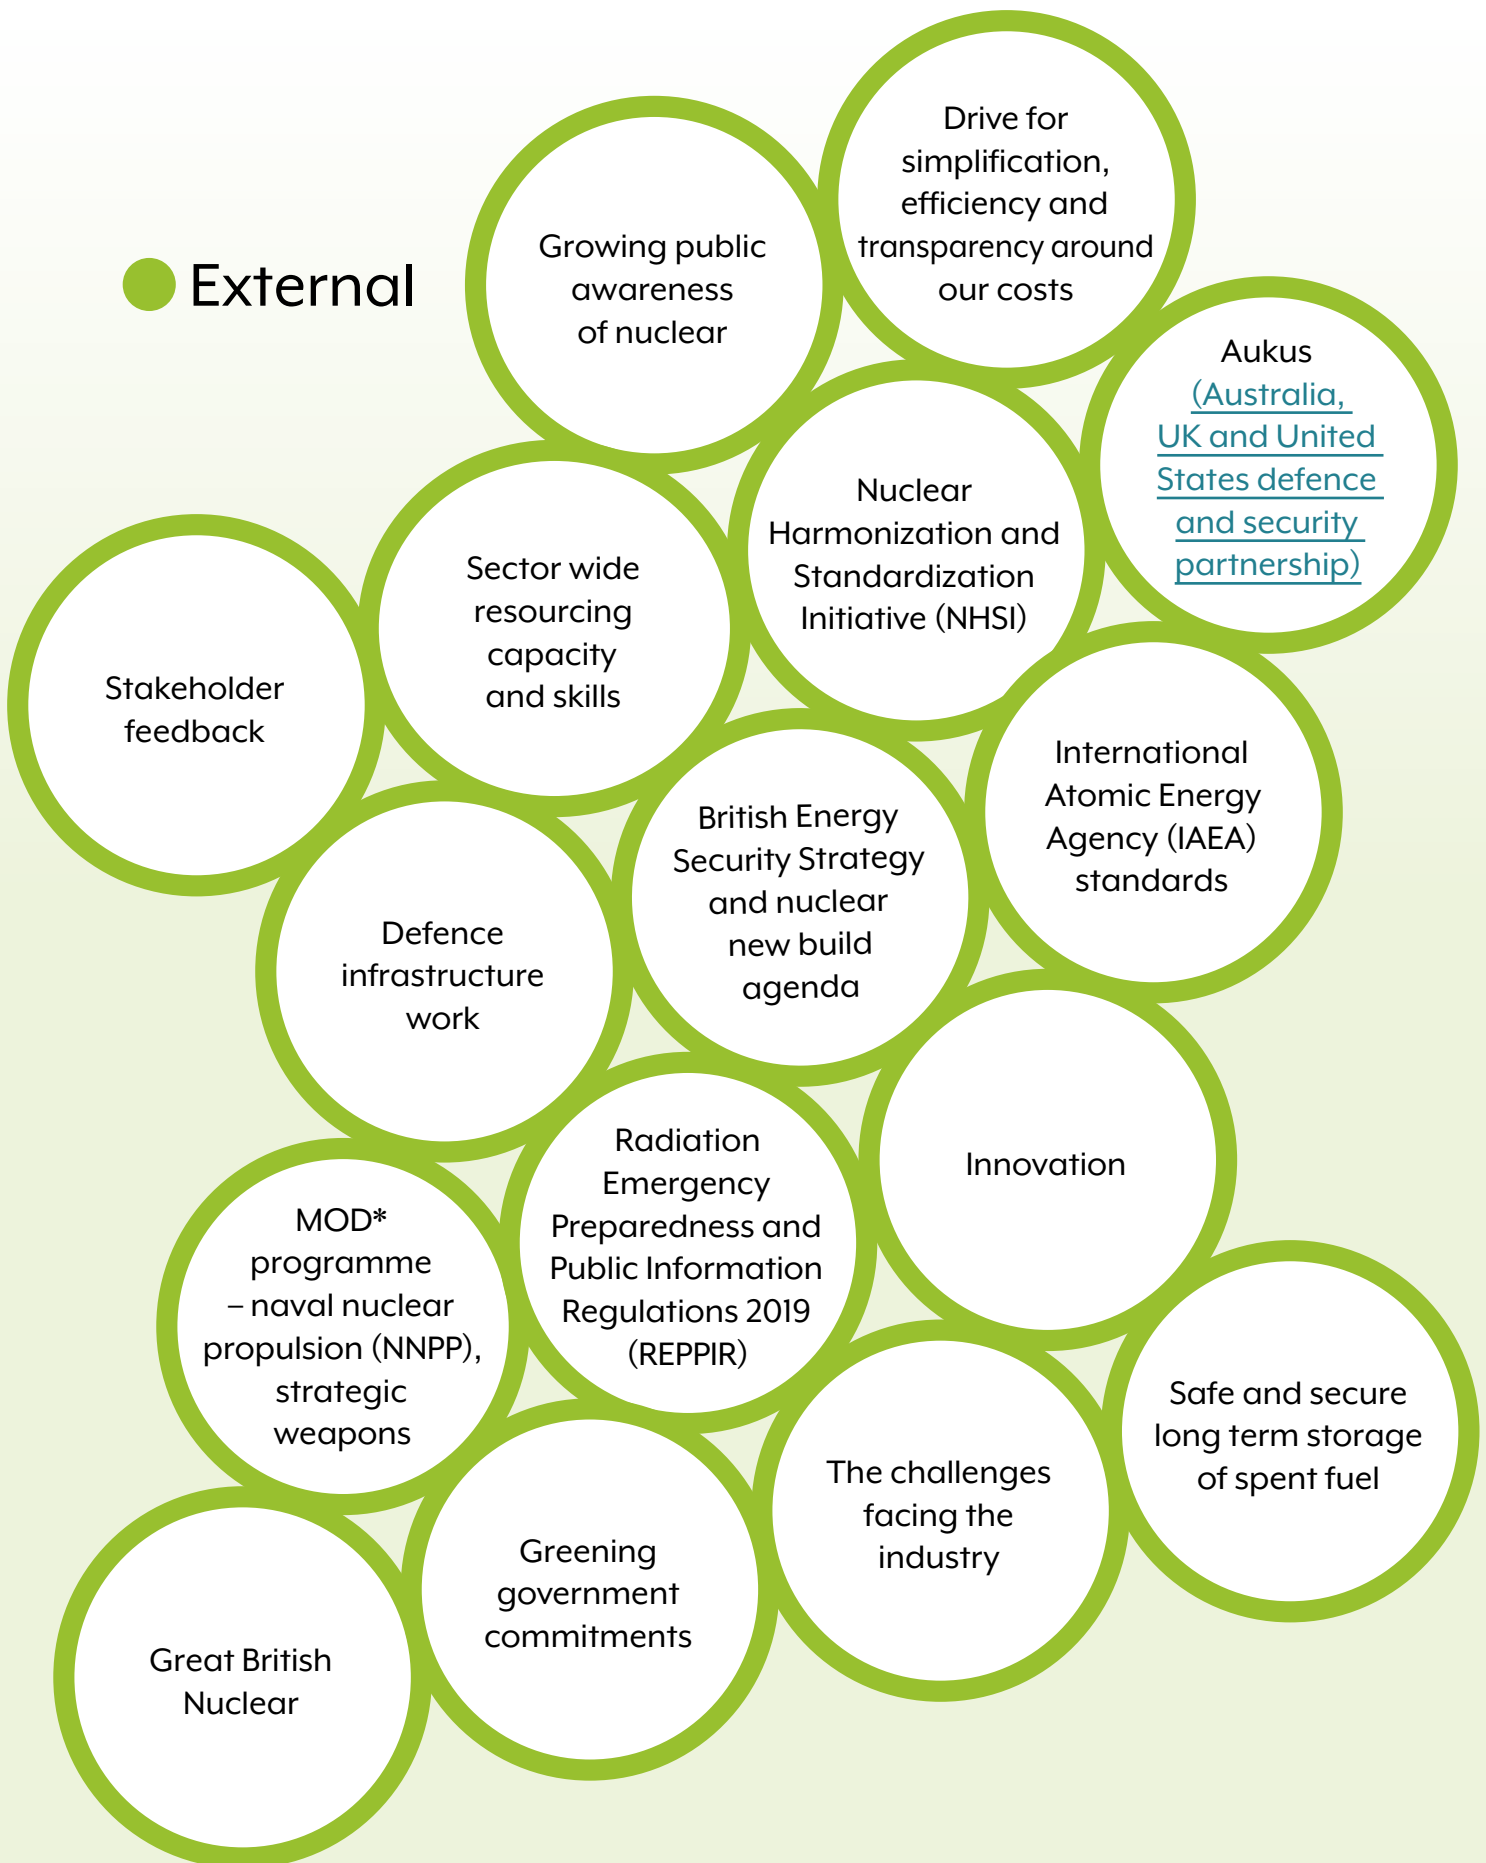 External
Growing public
awareness
of nuclear
Drive for
simplification,
efficiency and
transparency around
our costs
Aukus
(Australia,
UK and United
States defence
and security
partnership)
Nuclear
Harmonization and
Standardization
Initiative (NHSI)
Sector wide
resourcing
capacity
and skills
Stakeholder
feedback
International
Atomic Energy
Agency (IAEA)
standards
British Energy
Security Strategy
and nuclear
new build
agenda
Defence
infrastructure
work
Innovation
Radiation
Emergency
Preparedness and
Public Information
Regulations 2019
(REPPIR)
MOD*
programme
– naval nuclear
propulsion (NNPP),
strategic
weapons
Safe and secure
long term storage
of spent fuel
The challenges
facing the
industry
Greening
government
commitments
Great British
Nuclear